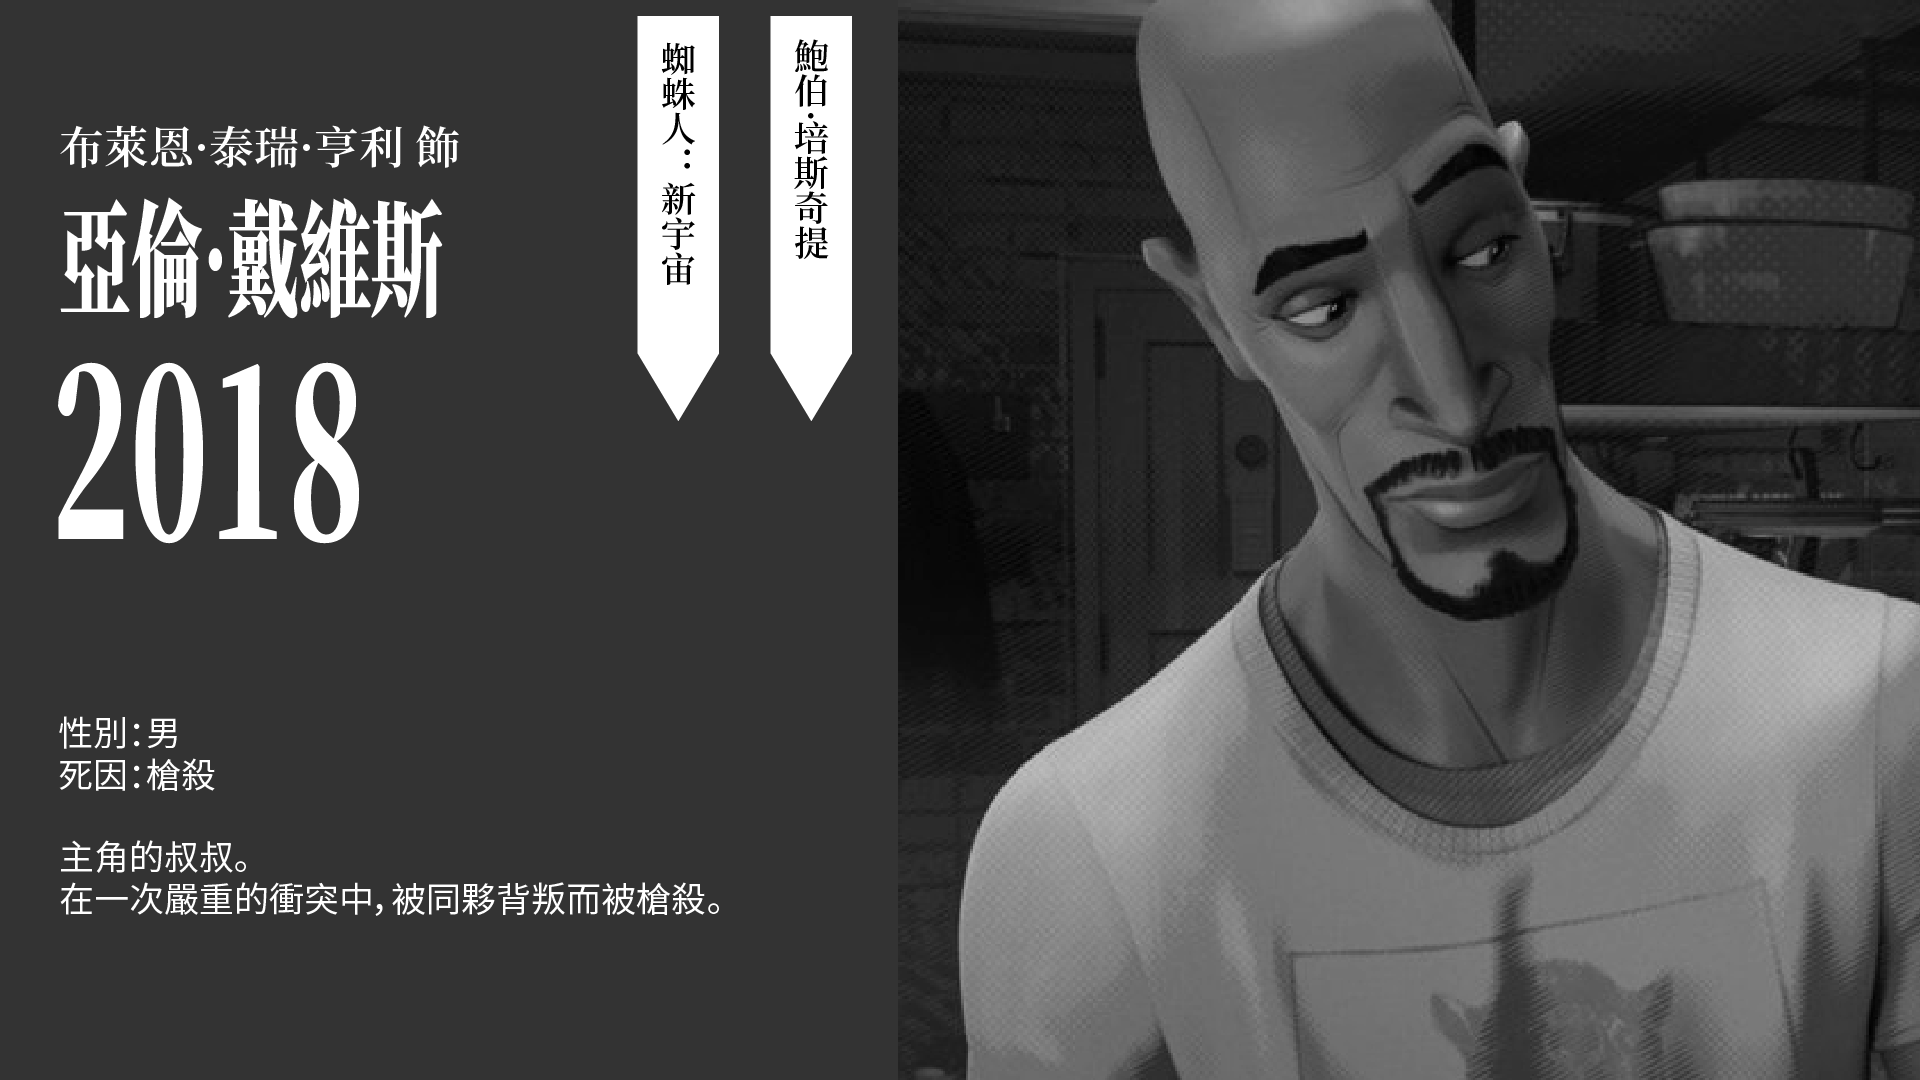 布萊恩·泰瑞·亨利 飾
亞倫·戴維斯
2018
蜘蛛人：新宇宙
鮑伯·培斯奇提
性別：男
死因：槍殺
主角的叔叔。
在一次嚴重的衝突中，被同夥背叛而被槍殺。